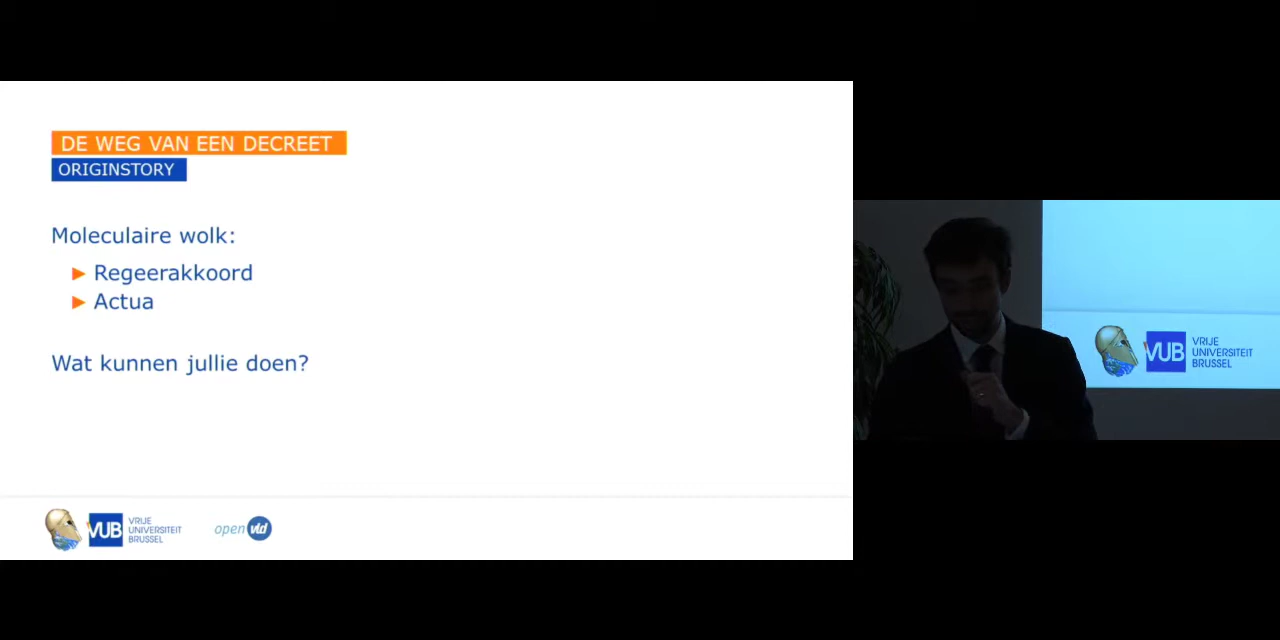 DE WEG VAN EEN DECREET
ORIGINSTORY
Moleculaire wolk:
► Regeerakkoord
► Actua
Wat kunnen jullie doen?
VUB
VRIJE
UNIVERSITEIT
BRUSSEL
open vld
VUB
VRIJE
UNIVERSITEIT
BRUSSEL